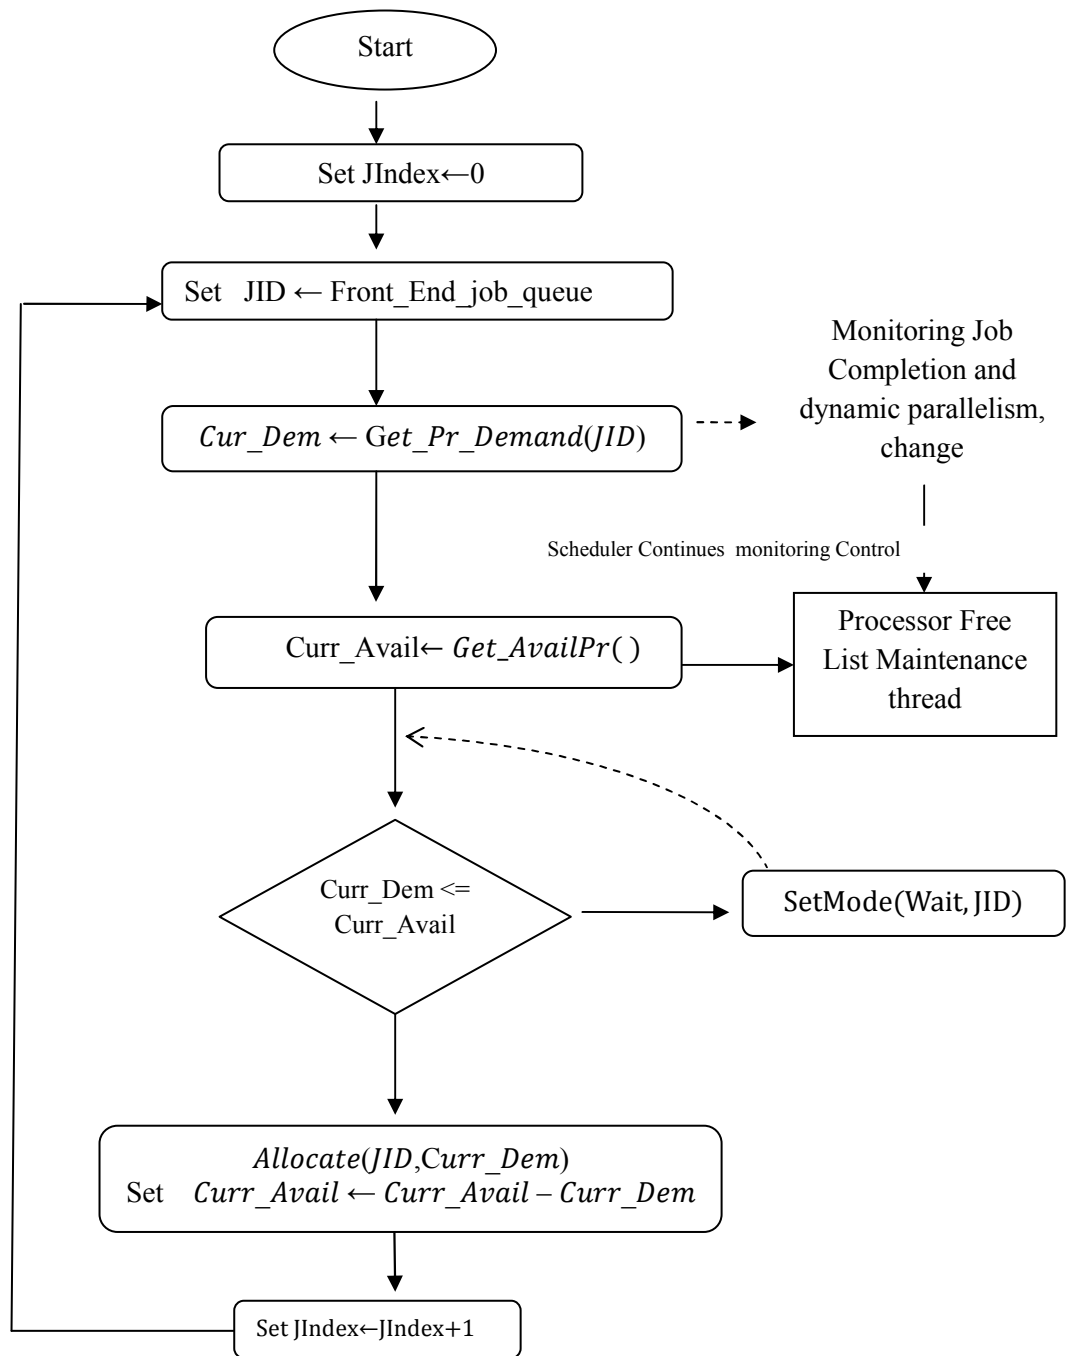 Start
Set JIndex←0
Set JID ← Front_End_job_queue
Monitoring Job
Completion and
dynamic parallelism,
change
Cur_Dem ← Get_Pr_Demand(JID)
Scheduler Continues monitoring Control
Curr_Avail← Get_AvailPr( )
Processor Free
List Maintenance
thread
Curr_Dem <=
Curr_Avail
SetMode(Wait, JID)
Allocate(JID,Curr_Dem)
Set Curr_Avail ← Curr_Avail – Curr_Dem
Set JIndex←JIndex+1